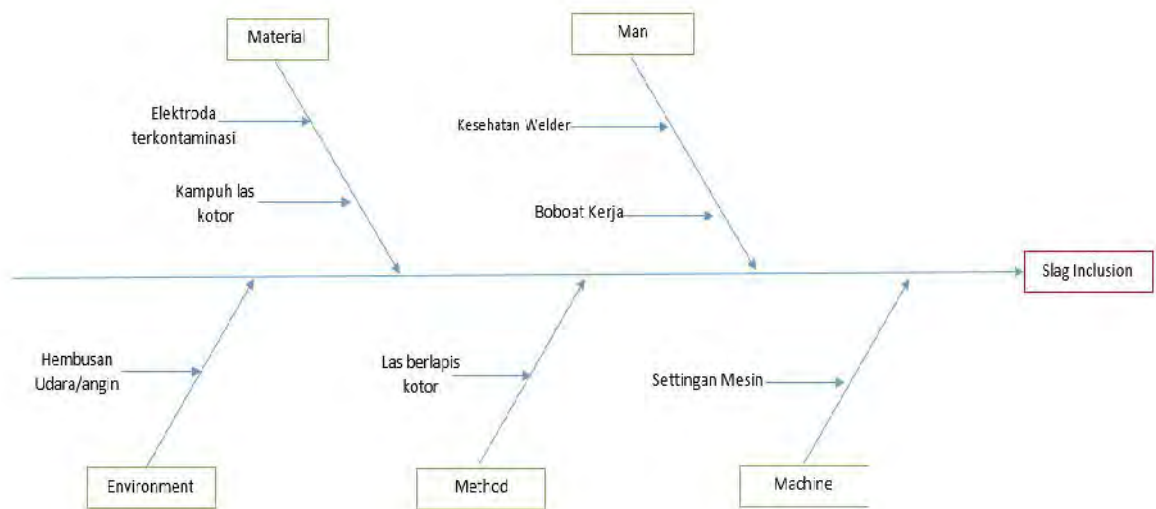 Material
Man
Elektroda
terkontaminasi
Kesehatan Welder
Kampuh las
kotor
Boboat Kerja
Slag Inclusion
Hembusan
Udara/angin
Las berlapis
kotor
Settingan Mesin
Environment
Method
Machine